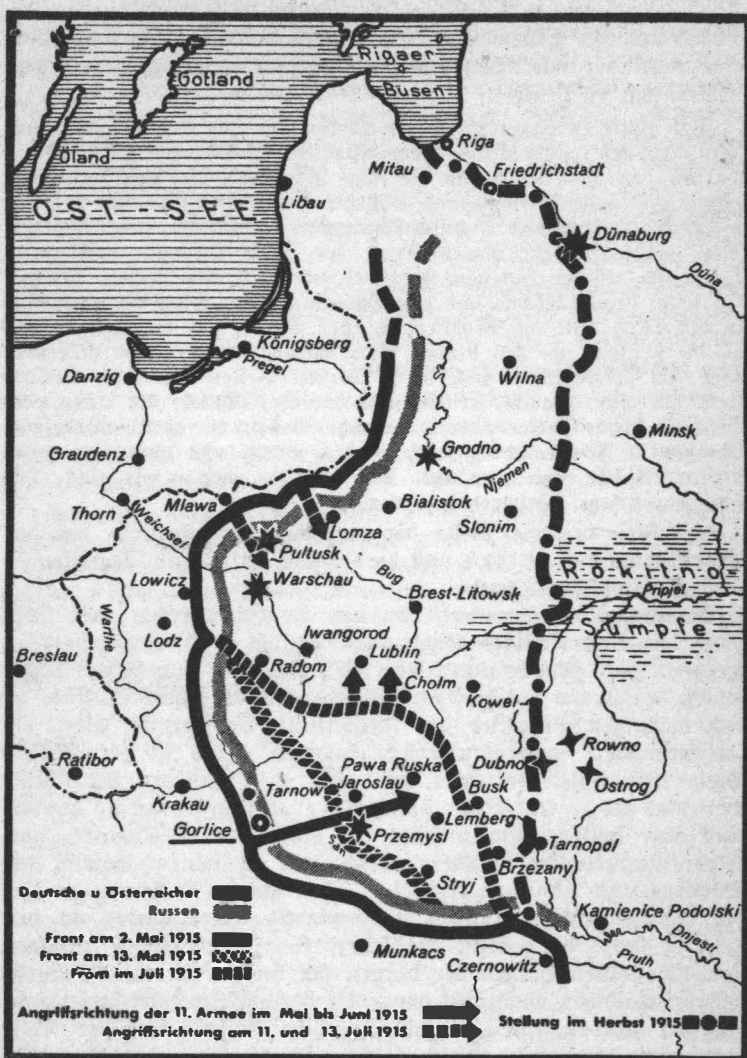 Rigaer
Busen
Gotland
Öland
Riga
Mitau
Friedrichstadt
Libau
OST-SEE
Dünaburg
Düna
Königsberg
Pregel
Danzig
Wilna
Minsk
Graudenz
Grodno
Njemen
Mlawa
Thorn
Weichsel
Bialistok
Lomza
Slonim
Pultusk
Warschau
Bug
Rokitno
Pripjet
Lowicz
Brest-Litowsk
Sümpfe
Warthe
Lodz
Iwangorod
Lublin
Breslau
Radom
Cholm
Kowel
Rowno
Dubno
Ratibor
Pawa Ruska
Ostrog
Tarnow
Jaroslau
Busk
Krakau
Lemberg
Gorlice
Przemysl
Tarnopol
Brzezany
Stryj
Deutsche u Österreicher
Russen
Kamienice Podolski
Front am 2. Mai 1915
Front am 13. Mai 1915
Front im Juli 1915
Munkacs
Dnjestr
Pruth
Czernowitz
Angriffsrichtung der 11. Armee im Mai bis Juni 1915
Stellung im Herbst 1915
Angriffsrichtung am 11. und 13. Juli 1915